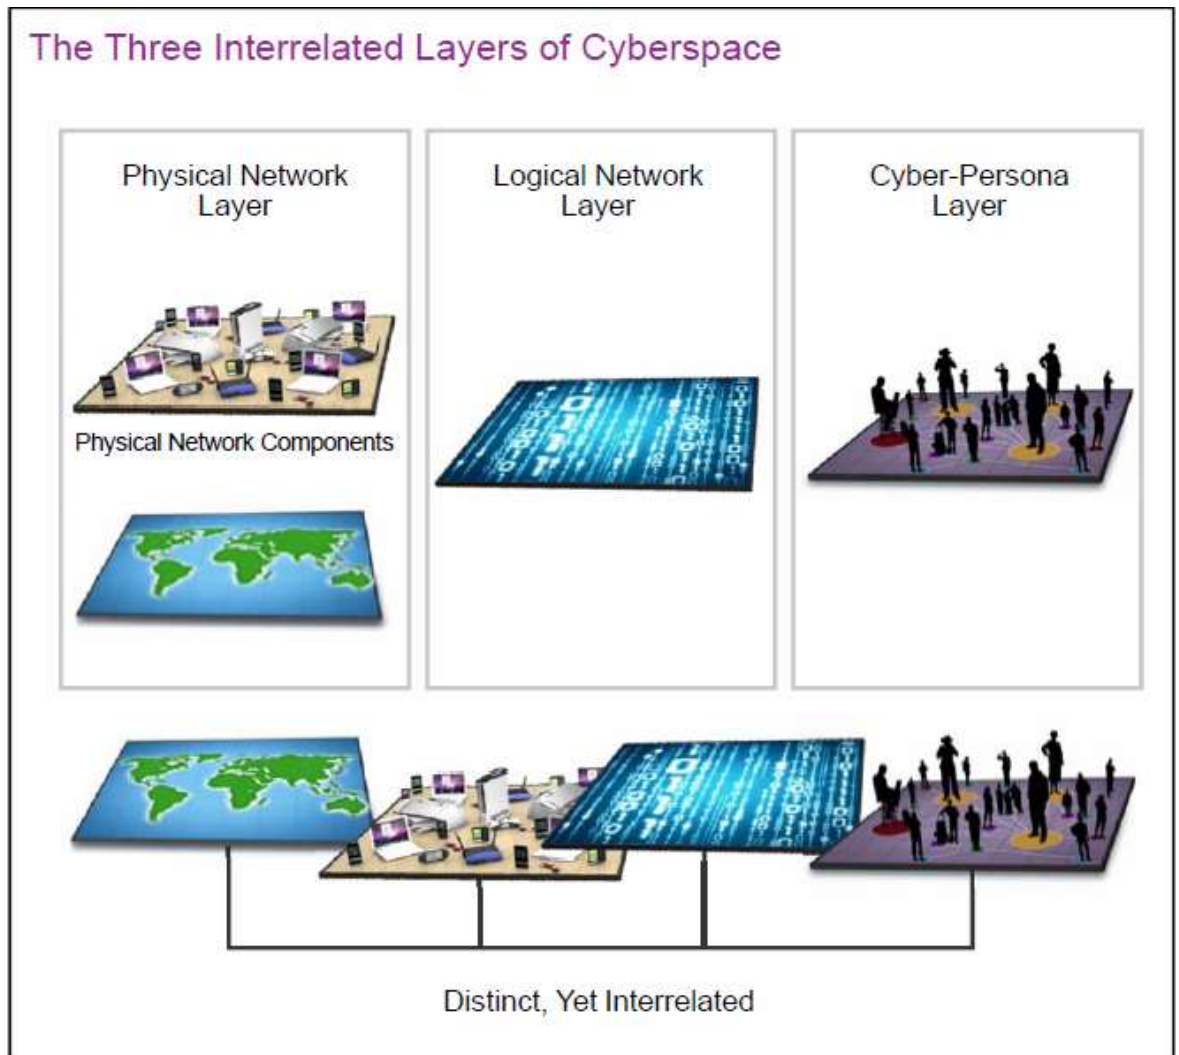 The Three Interrelated Layers of Cyberspace
Physical Network
Layer
Logical Network
Layer
Cyber-Persona
Layer
Physical Network Components
Distinct, Yet Interrelated